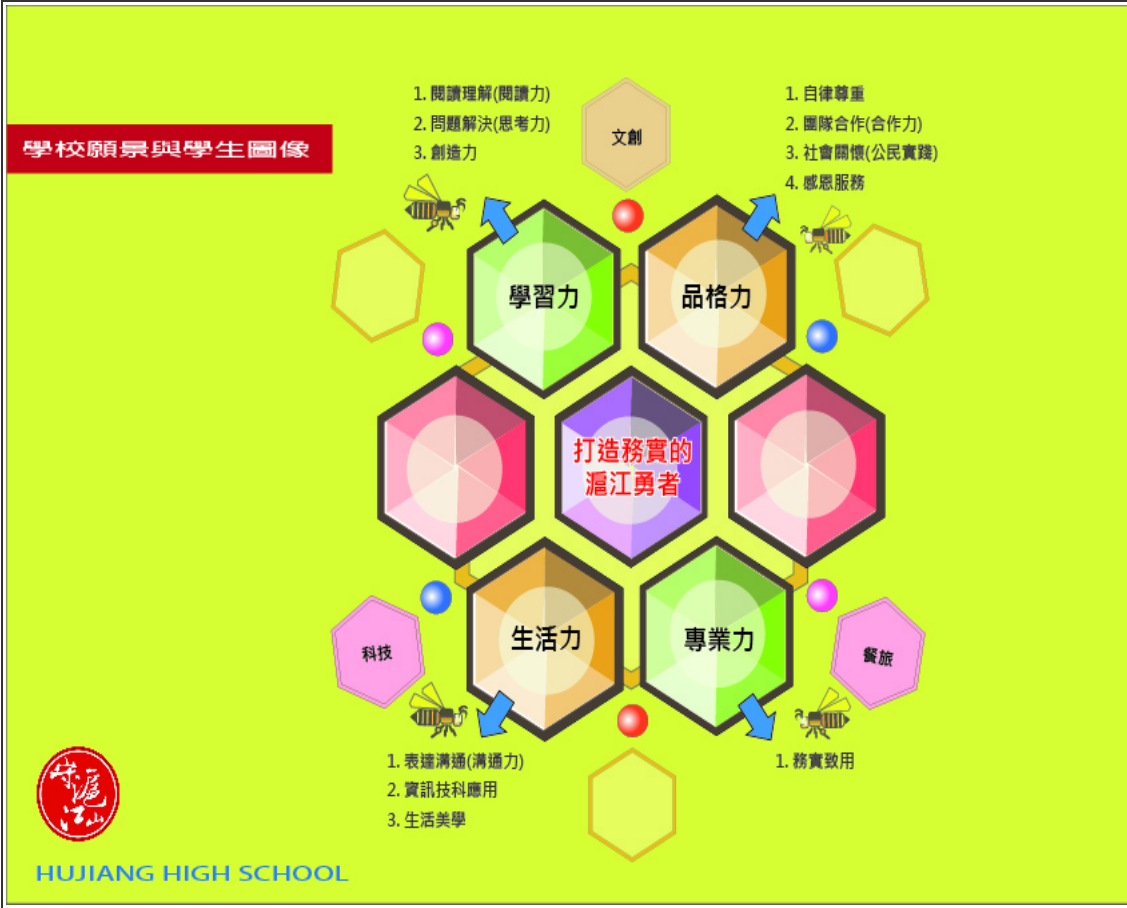 學校願景與學生圖像
1. 閱讀理解(閱讀力)
2. 問題解決(思考力)
3. 創造力
文創
1. 自律尊重
2. 團隊合作(合作力)
3. 社會關懷(公民實踐)
4. 感恩服務
學習力
品格力
打造務實的
滬江勇者
生活力
專業力
科技
餐旅
1. 表達溝通(溝通力)
2. 資訊技科應用
3. 生活美學
1. 務實致用
滬江
HUJIANG HIGH SCHOOL